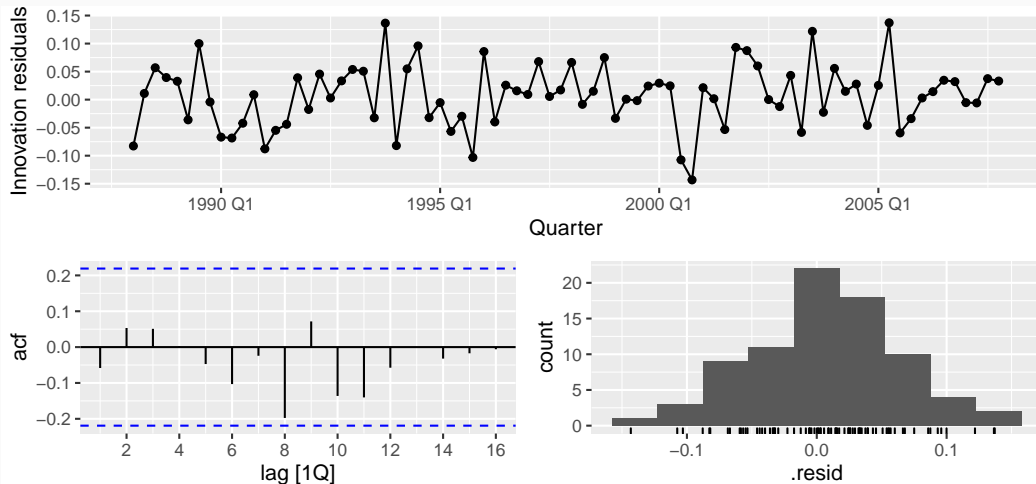 Innovation residuals
0.15
0.10
0.05
0.00
−0.05
−0.10
−0.15
1990 Q1 1995 Q1 2000 Q1 2005 Q1
Quarter
acf
0.2
0.1
0.0
−0.1
−0.2
2 4 6 8 10 12 14 16
lag [1Q]
count
20
15
10
5
0
−0.1 0.0 0.1
.resid